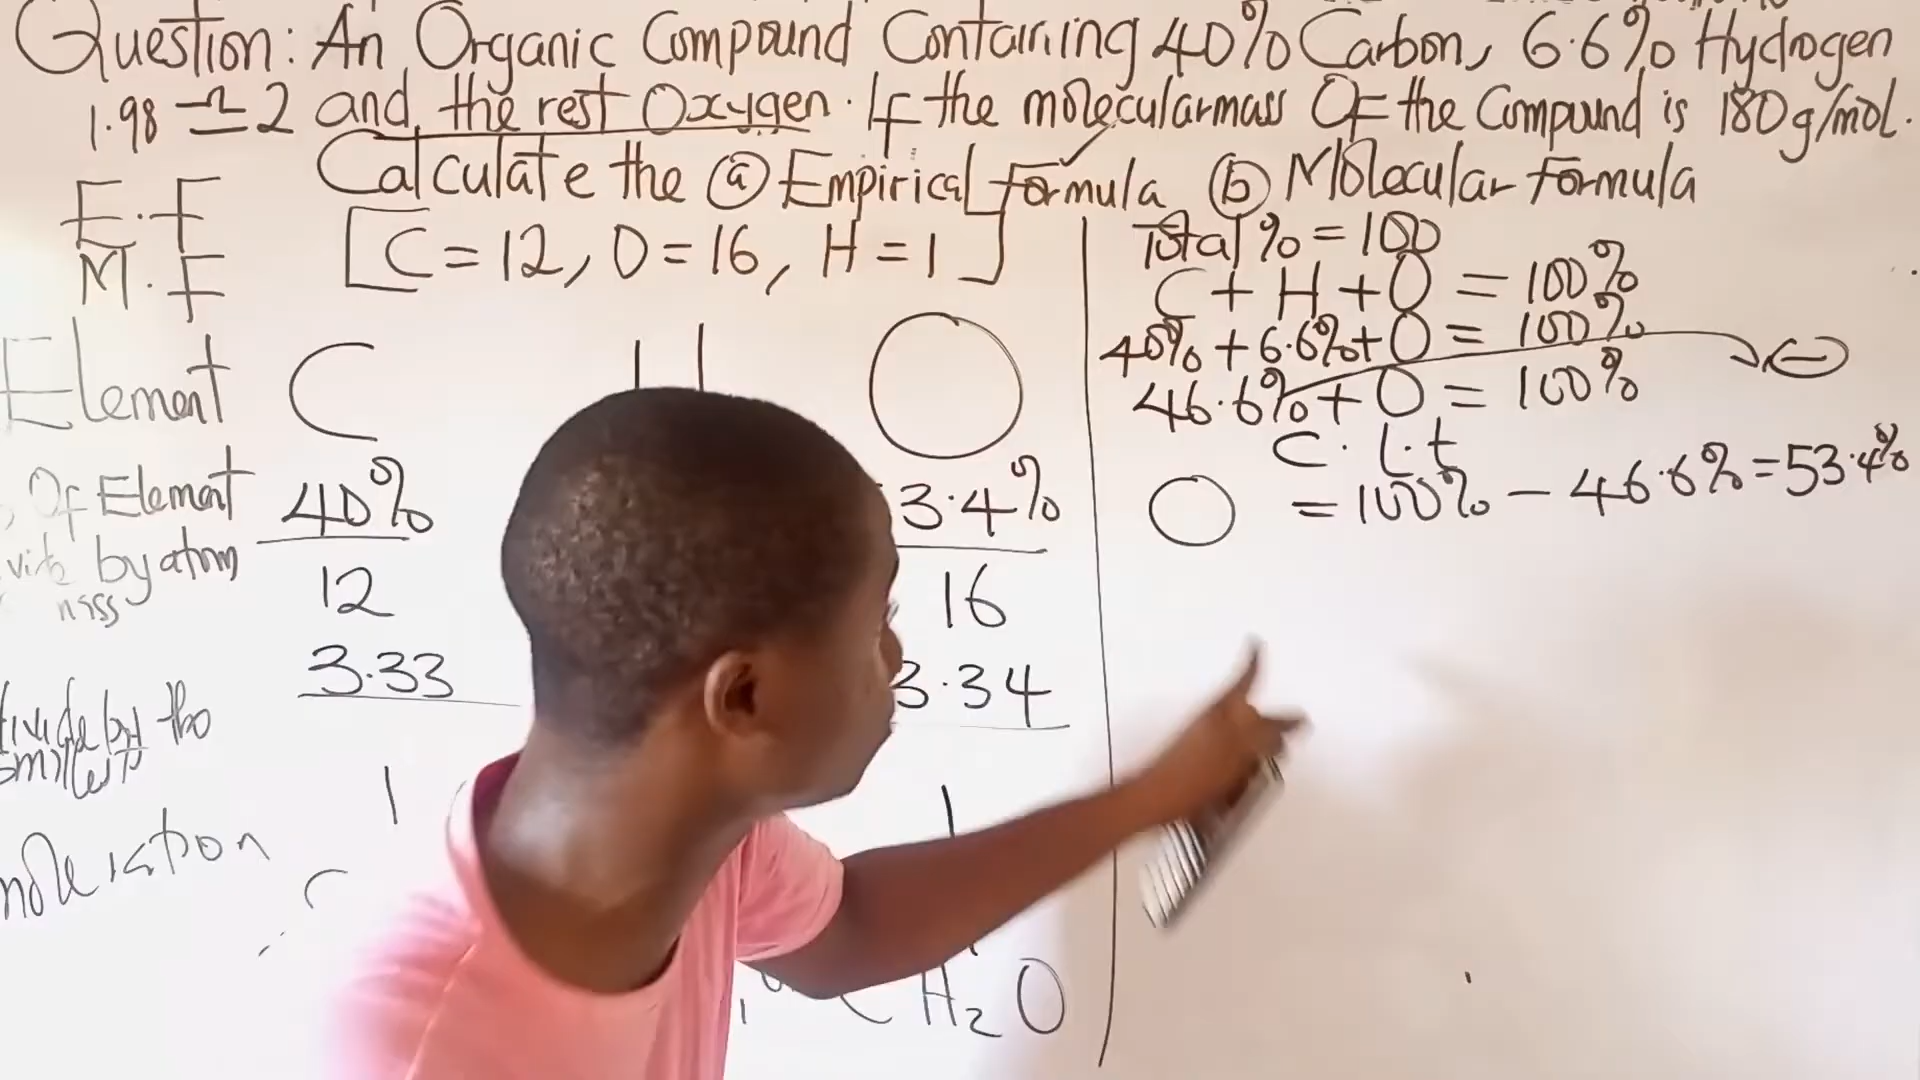 Question: An Organic Compound Containing 40% Carbon, 6.6% Hydrogen
1.98 ≃ 2 and the rest Oxygen. If the molecularmass Of the Compound is 180g/mol.
Calculate the ⓐ Empirical formula ⓑ Molecular formula
E.F
M.F
[C = 12, O = 16, H = 1]
Element C H O
Of Element 40% 3.4%
by atom 12 16
3.33 3.34
by the
1 1
C
H₂O
Total % = 100
C + H + O = 100%
40% + 6.6% + O = 100%
46.6% + O = 100%
C.L.t
O = 100% - 46.6% = 53.4%